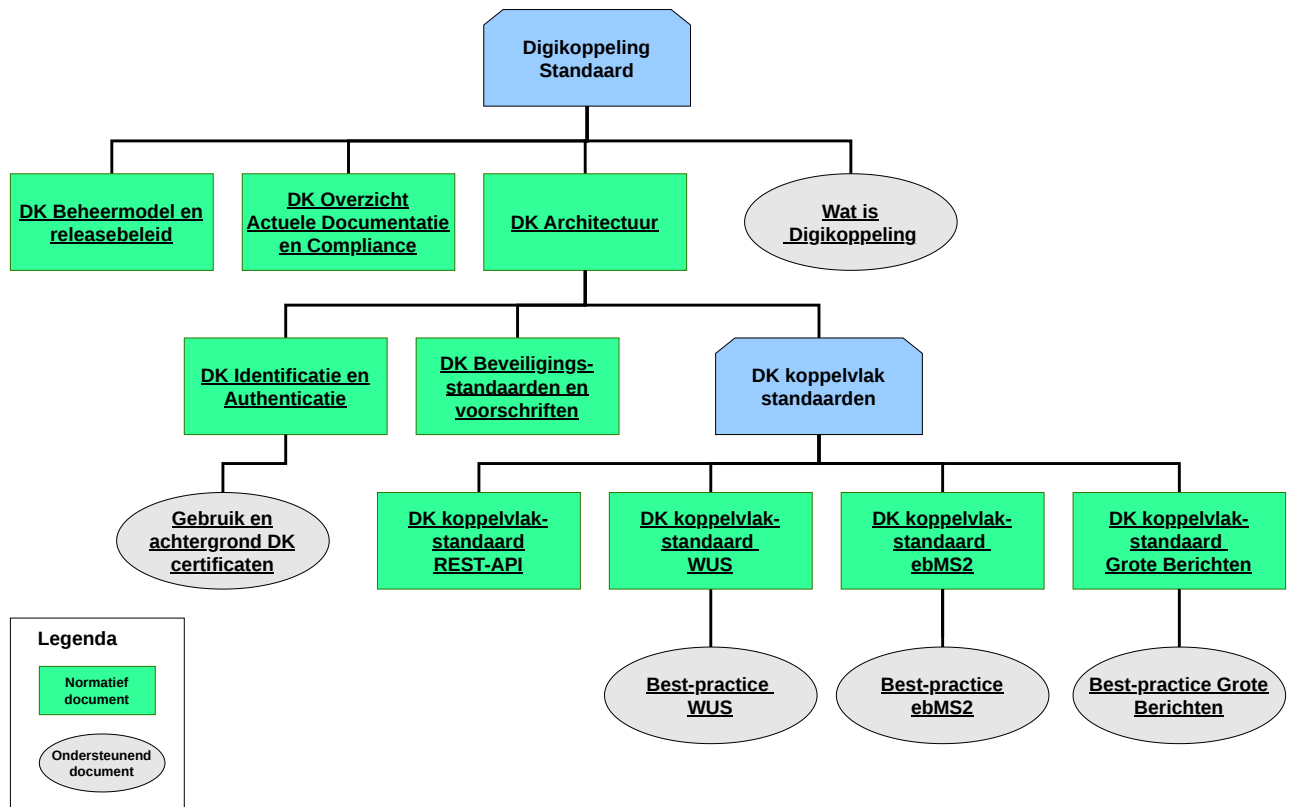 Digikoppeling
Standaard
DK Beheermodel en
releasebeleid
DK Overzicht
Actuele Documentatie
en Compliance
DK Architectuur
Wat is
Digikoppeling
DK Identificatie en
Authenticatie
DK Beveiligings-
standaarden en
voorschriften
DK koppelvlak
standaarden
Gebruik en
achtergrond DK
certificaten
DK koppelvlak-
standaard
REST-API
DK koppelvlak-
standaard
WUS
DK koppelvlak-
standaard
ebMS2
DK koppelvlak-
standaard
Grote Berichten
Best-practice
WUS
Best-practice
ebMS2
Best-practice Grote
Berichten
Legenda
Normatief
document
Ondersteunend
document